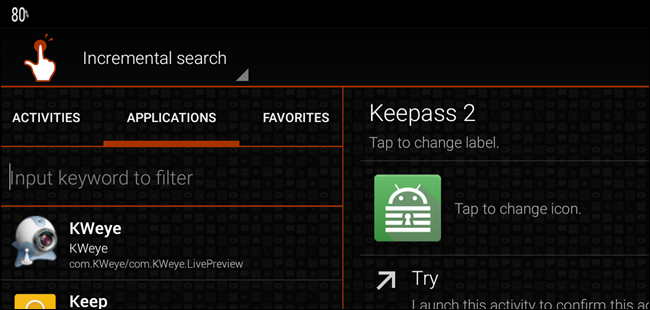 80%
Incremental search
ACTIVITIES APPLICATIONS FAVORITES
Input keyword to filter
KWeye
KWeye
com.KWeye/com.KWeye.LivePreview
Keep
Keepass 2
Tap to change label.
Tap to change icon.
Try
Launch this activity to confirm this ac